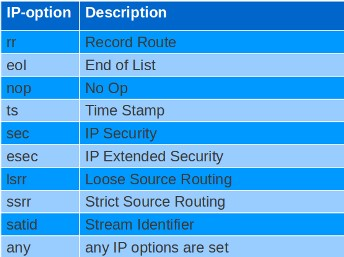 IP-option Description
rr Record Route
eol End of List
nop No Op
ts Time Stamp
sec IP Security
esec IP Extended Security
lsrr Loose Source Routing
ssrr Strict Source Routing
satid Stream Identifier
any any IP options are set